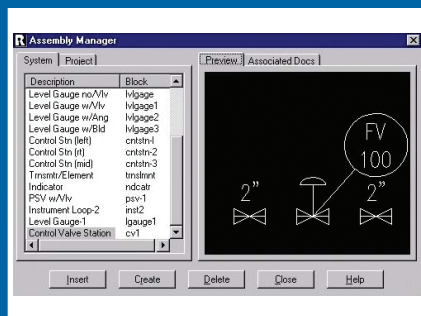 R Assembly Manager
System Project
Preview Associated Docs
Description Block
Level Gauge no/Vlv lvlgage
Level Gauge w/Vlv lvlgage1
Level Gauge w/Ang lvlgage2
Level Gauge w/Bld lvlgage3
Control Stn (left) cntstn-l
Control Stn (rt) cntstn-2
Control Stn (mid) cntstn-3
Trnsmtr/Element trnslmnt
Indicator ndcatr
PSV w/Vlv psv-1
Instrument Loop-2 inst2
Level Gauge-1 lgauge1
Control Valve Station cv1
FV
100
2" 2"
Insert Create Delete Close Help